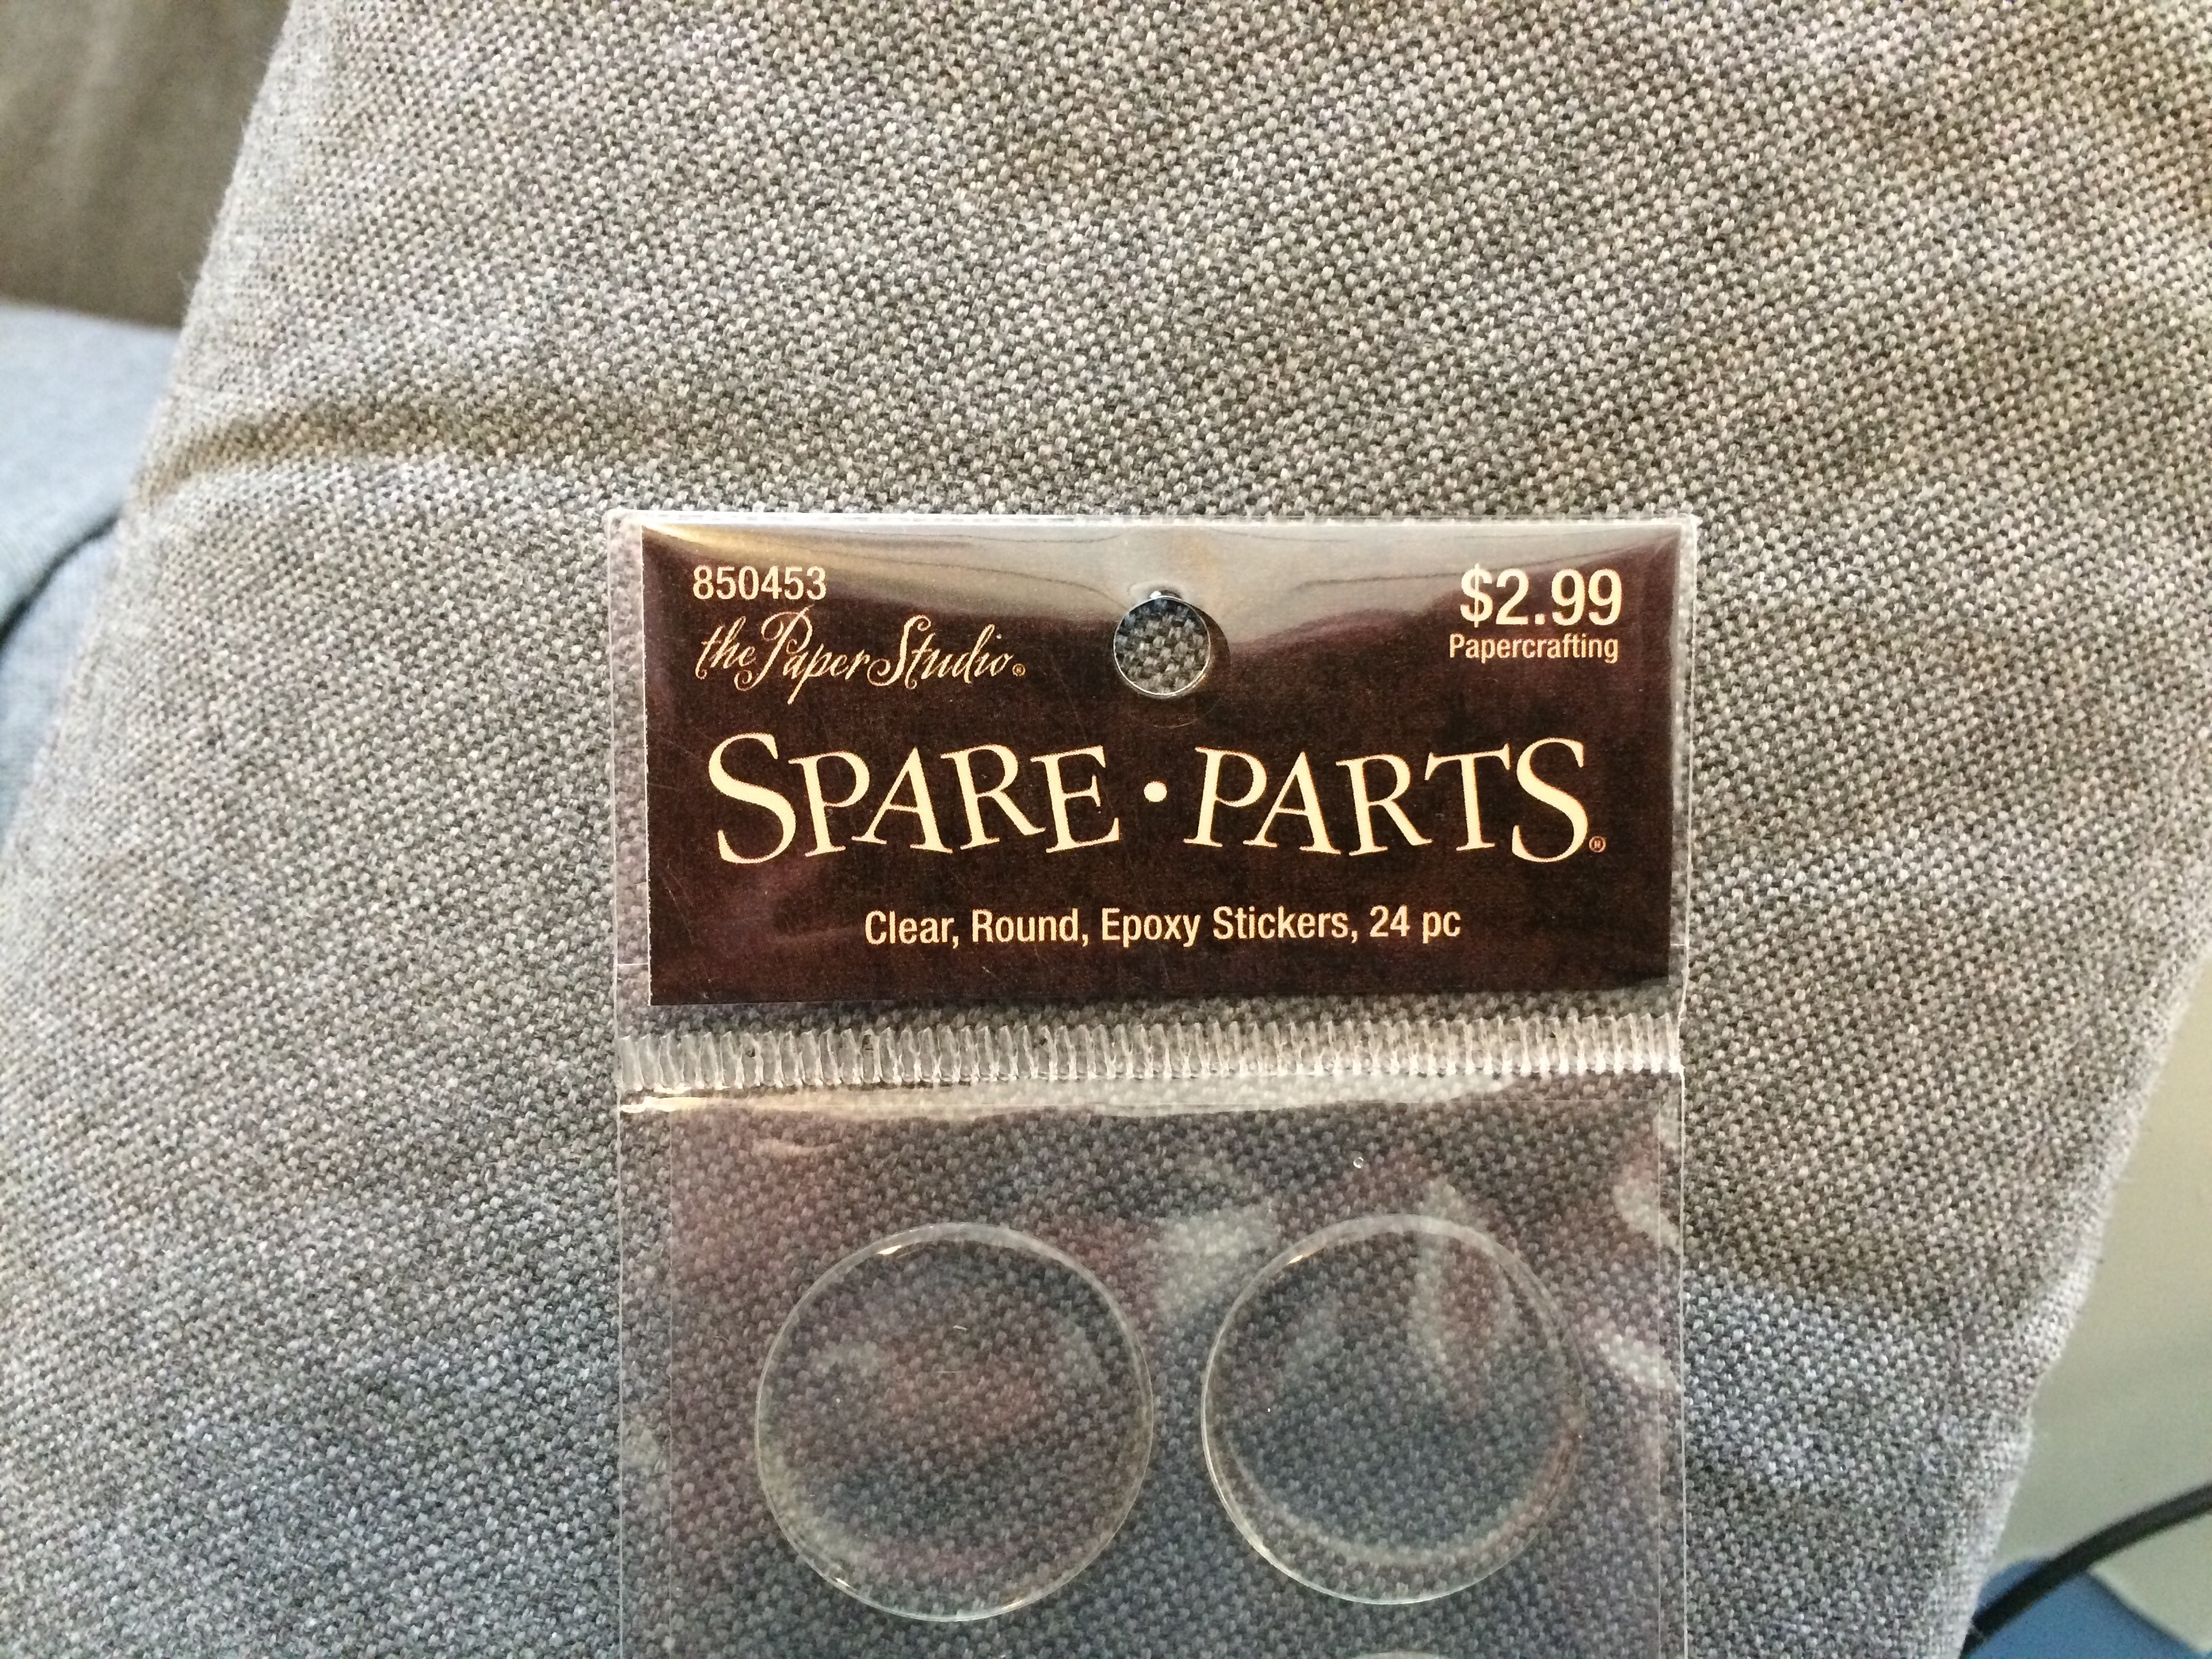 850453
the Paper Studio®
$2.99
Papercrafting
SPARE • PARTS®
Clear, Round, Epoxy Stickers, 24 pc